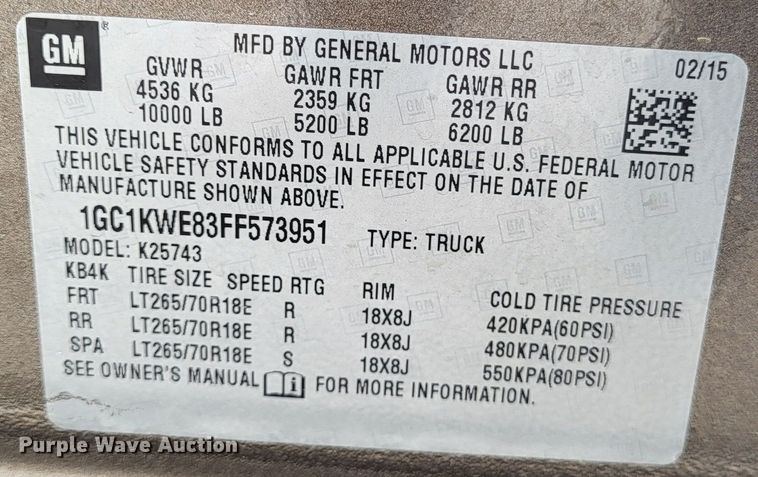 GM ®
MFD BY GENERAL MOTORS LLC
02/15
GVWR GAWR FRT GAWR RR
4536 KG 2359 KG 2812 KG
10000 LB 5200 LB 6200 LB
THIS VEHICLE CONFORMS TO ALL APPLICABLE U.S. FEDERAL MOTOR
VEHICLE SAFETY STANDARDS IN EFFECT ON THE DATE OF
MANUFACTURE SHOWN ABOVE.
1GC1KWE83FF573951 TYPE: TRUCK
MODEL: K25743
KB4K TIRE SIZE SPEED RTG RIM COLD TIRE PRESSURE
FRT LT265/70R18E R 18X8J 420KPA(60PSI)
RR LT265/70R18E R 18X8J 480KPA(70PSI)
SPA LT265/70R18E S 18X8J 550KPA(80PSI)
SEE OWNER'S MANUAL i FOR MORE INFORMATION.
Purple Wave Auction